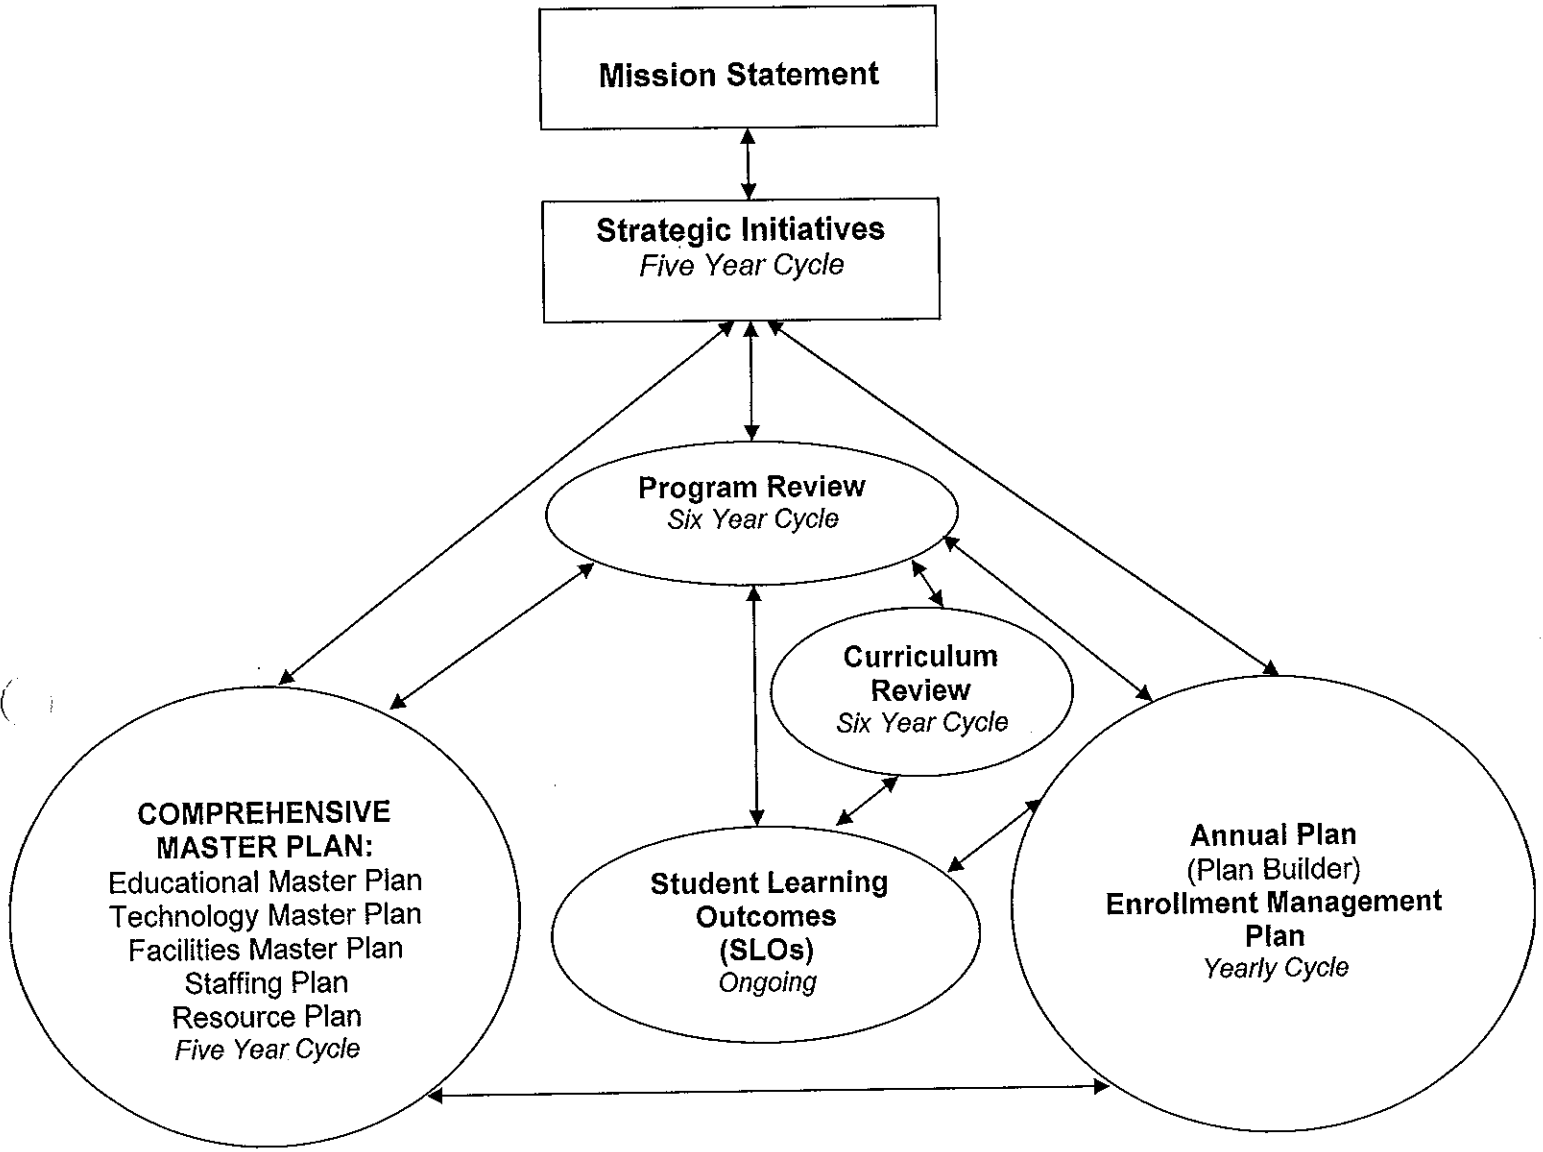 Mission Statement
Strategic Initiatives
Five Year Cycle
Program Review
Six Year Cycle
Curriculum
Review
Six Year Cycle
COMPREHENSIVE
MASTER PLAN:
Educational Master Plan
Technology Master Plan
Facilities Master Plan
Staffing Plan
Resource Plan
Five Year Cycle
Student Learning
Outcomes
(SLOs)
Ongoing
Annual Plan
(Plan Builder)
Enrollment Management
Plan
Yearly Cycle